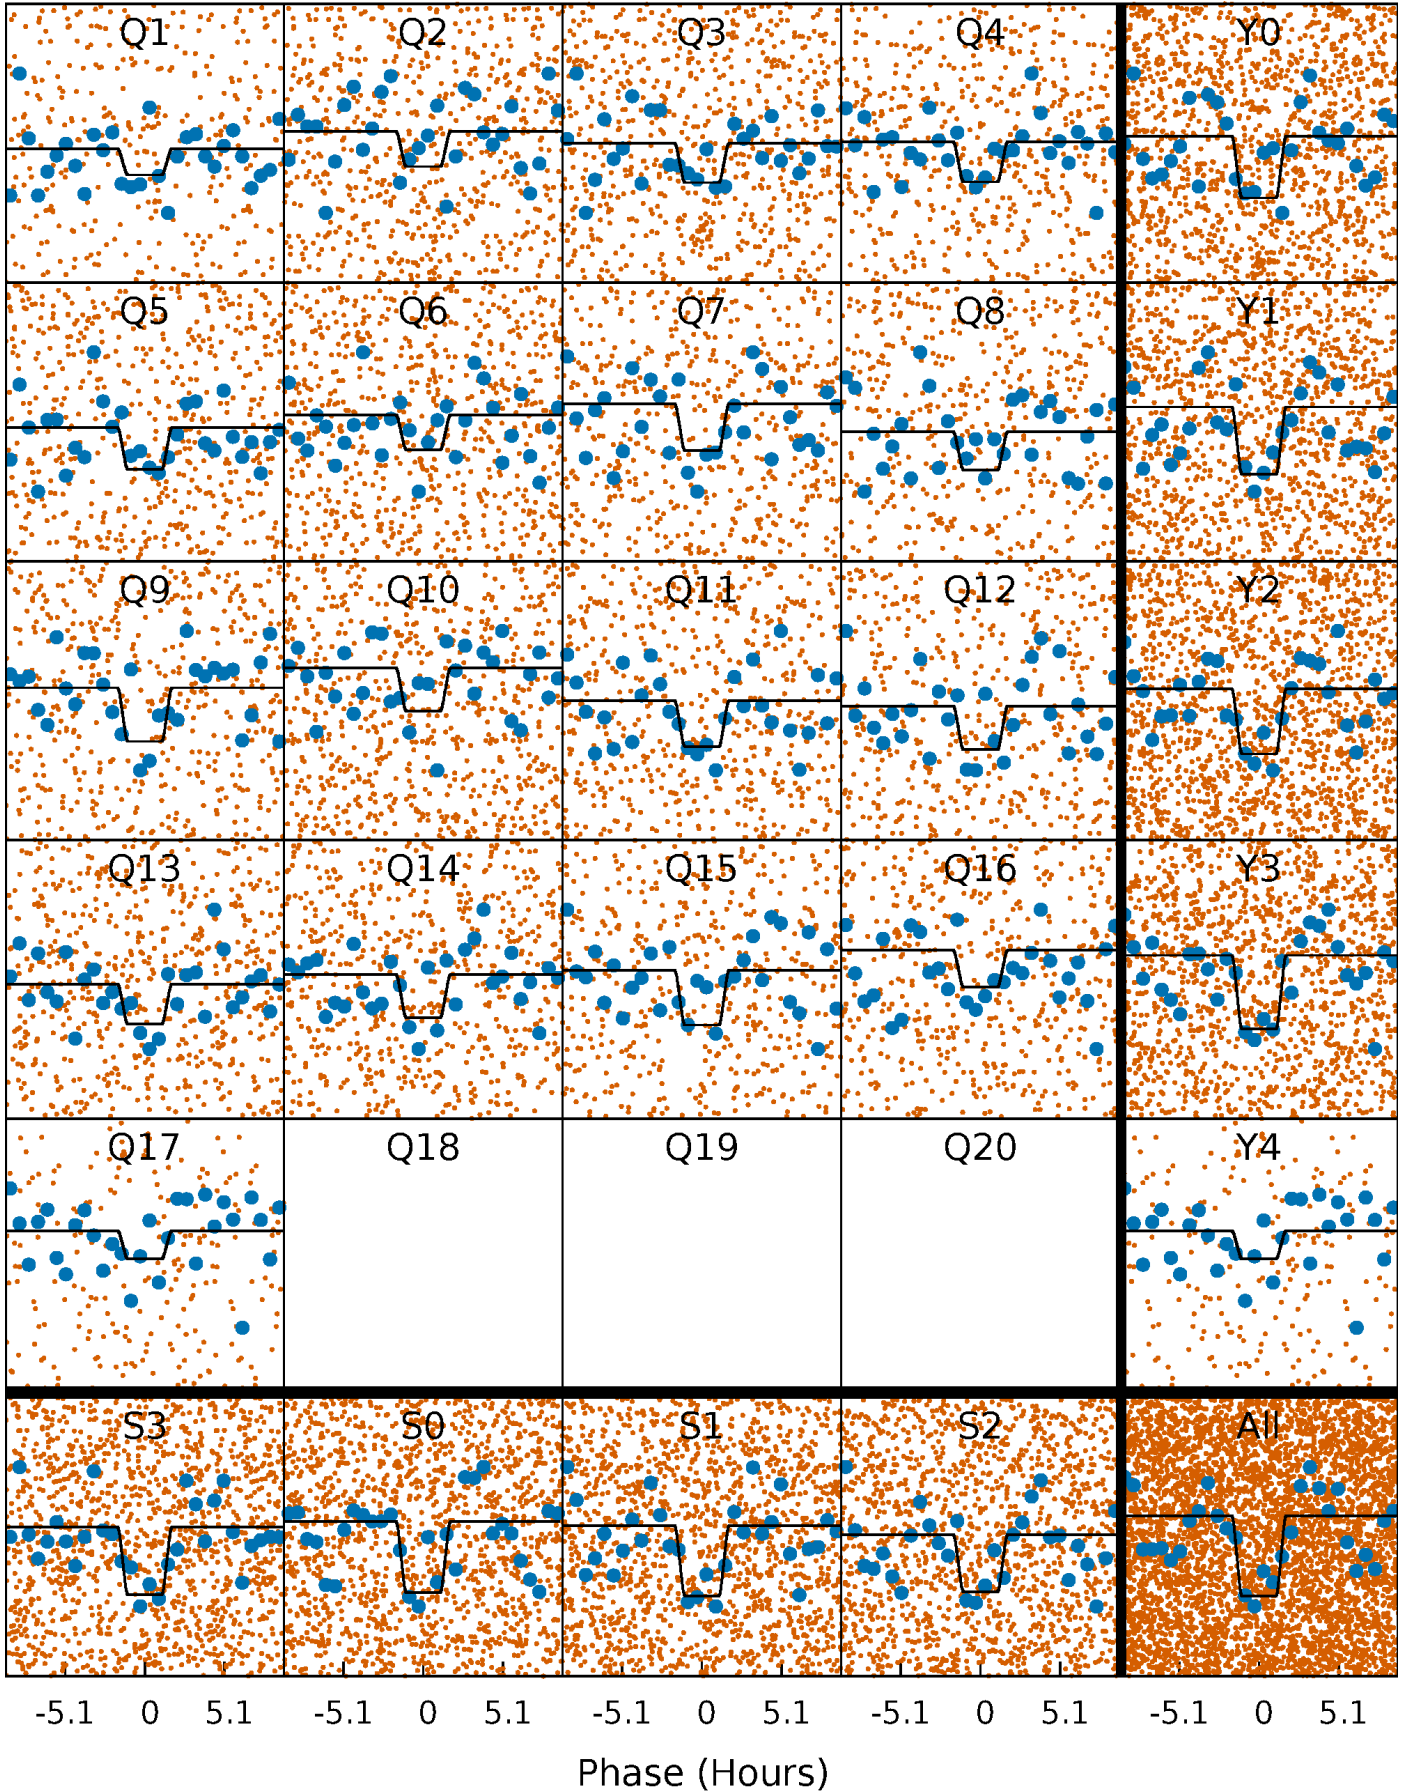 Q1 Q2 Q3 Q4 Y0
Q5 Q6 Q7 Q8 Y1
Q9 Q10 Q11 Q12 Y2
Q13 Q14 Q15 Q16 Y3
Q17 Q18 Q19 Q20 Y4
S3 S0 S1 S2 All
-5.1 0 5.1 -5.1 0 5.1 -5.1 0 5.1 -5.1 0 5.1 -5.1 0 5.1
Phase (Hours)